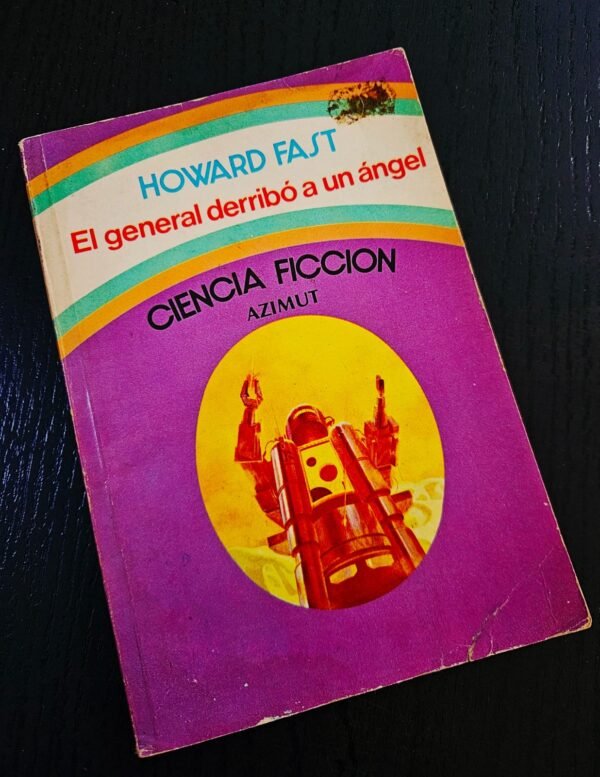 HOWARD FAST
El general derribó a un ángel
CIENCIA FICCION
AZIMUT